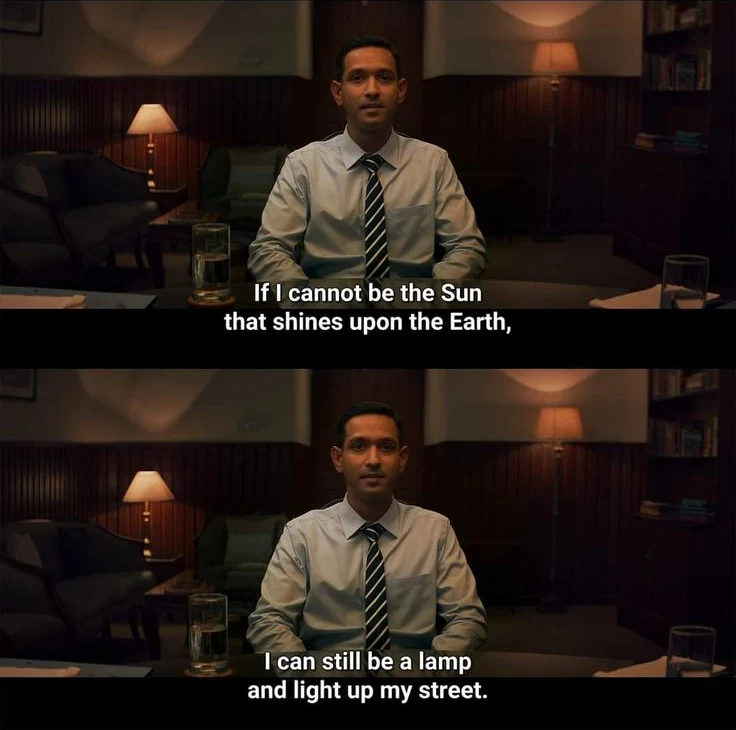 If I cannot be the Sun
that shines upon the Earth,
I can still be a lamp
and light up my street.